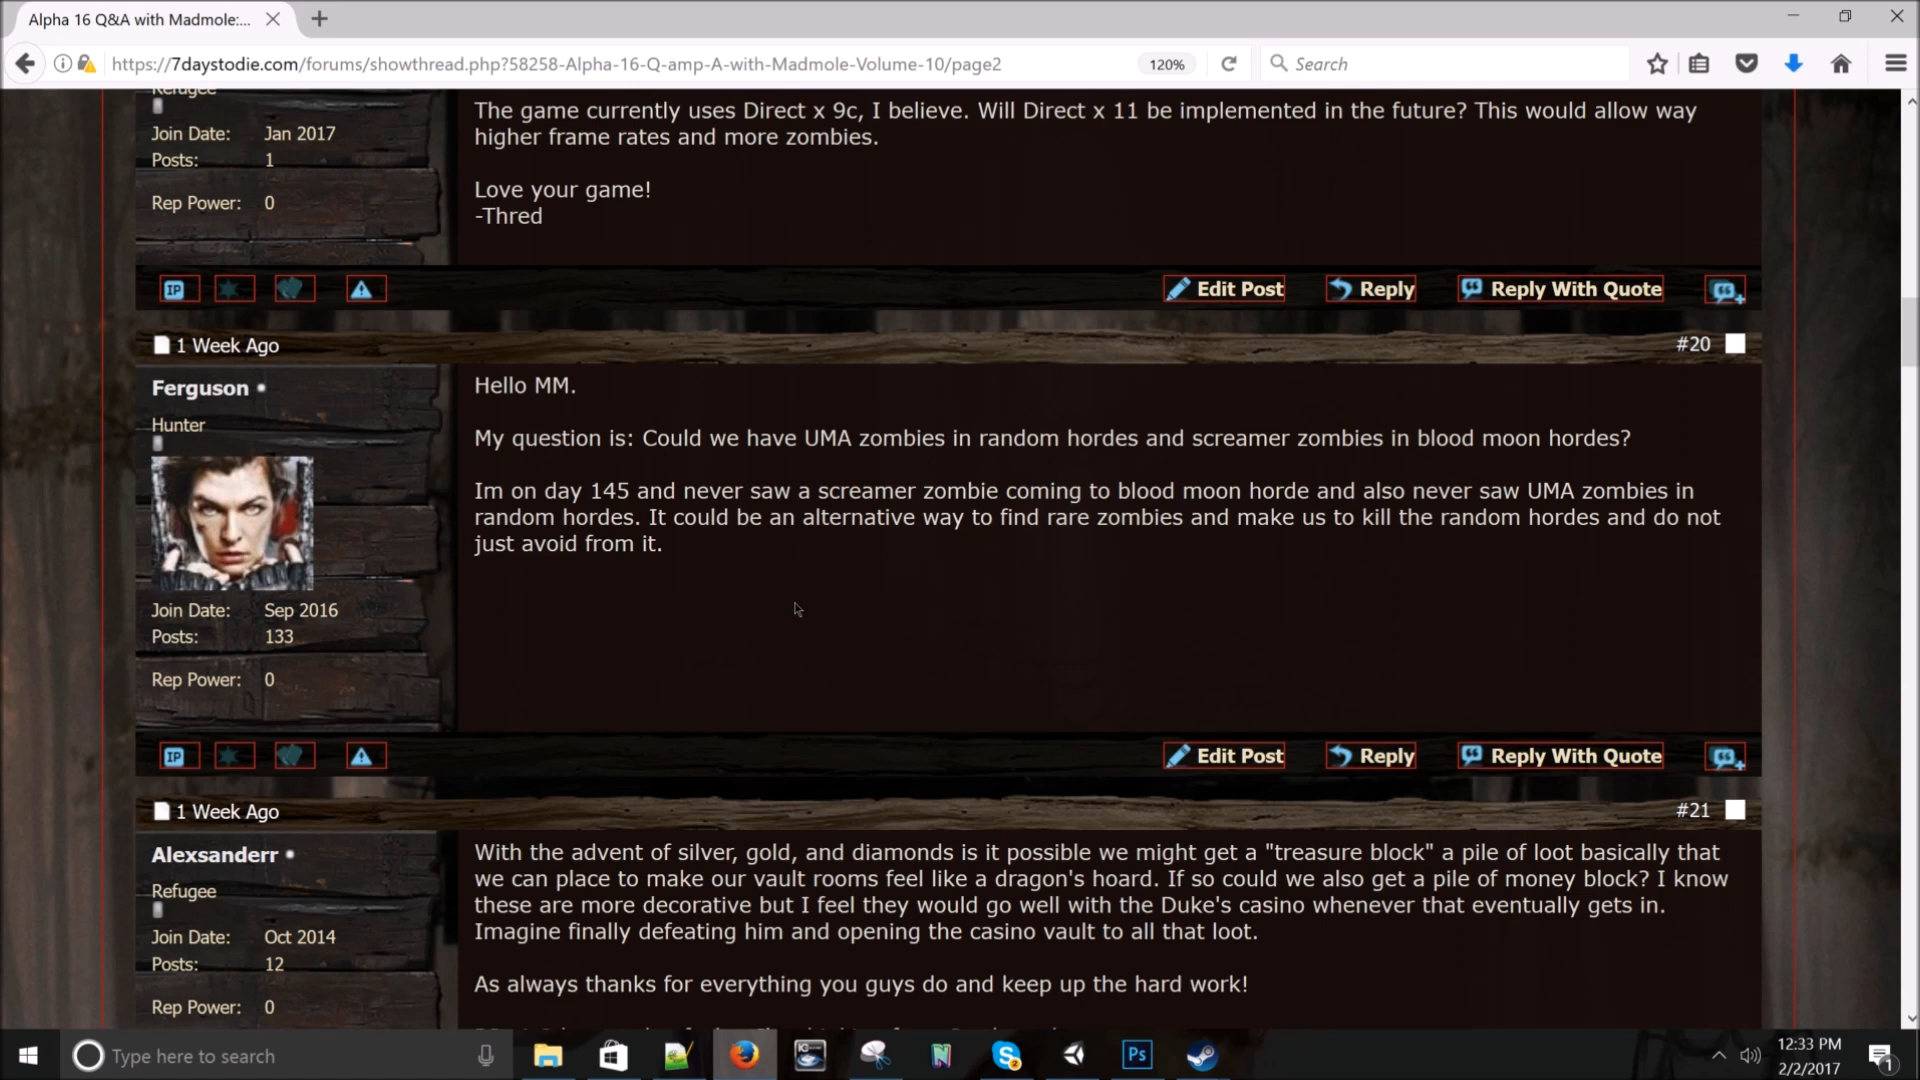 Alpha 16 Q&A with Madmole:...
https://7daystodie.com/forums/showthread.php?58258-Alpha-16-Q-amp-A-with-Madmole-Volume-10/page2
120%
Search
Refugee
Join Date: Jan 2017
Posts: 1
Rep Power: 0
The game currently uses Direct x 9c, I believe. Will Direct x 11 be implemented in the future? This would allow way
higher frame rates and more zombies.
Love your game!
-Thred
IP
Edit Post
Reply
Reply With Quote
1 Week Ago
#20
Ferguson
Hunter
Join Date: Sep 2016
Posts: 133
Rep Power: 0
Hello MM.
My question is: Could we have UMA zombies in random hordes and screamer zombies in blood moon hordes?
Im on day 145 and never saw a screamer zombie coming to blood moon horde and also never saw UMA zombies in
random hordes. It could be an alternative way to find rare zombies and make us to kill the random hordes and do not
just avoid from it.
IP
Edit Post
Reply
Reply With Quote
1 Week Ago
#21
Alexsanderr
Refugee
Join Date: Oct 2014
Posts: 12
Rep Power: 0
With the advent of silver, gold, and diamonds is it possible we might get a "treasure block" a pile of loot basically that
we can place to make our vault rooms feel like a dragon's hoard. If so could we also get a pile of money block? I know
these are more decorative but I feel they would go well with the Duke's casino whenever that eventually gets in.
Imagine finally defeating him and opening the casino vault to all that loot.
As always thanks for everything you guys do and keep up the hard work!
Type here to search
N
S
2
Ps
12:33 PM
2/2/2017
1